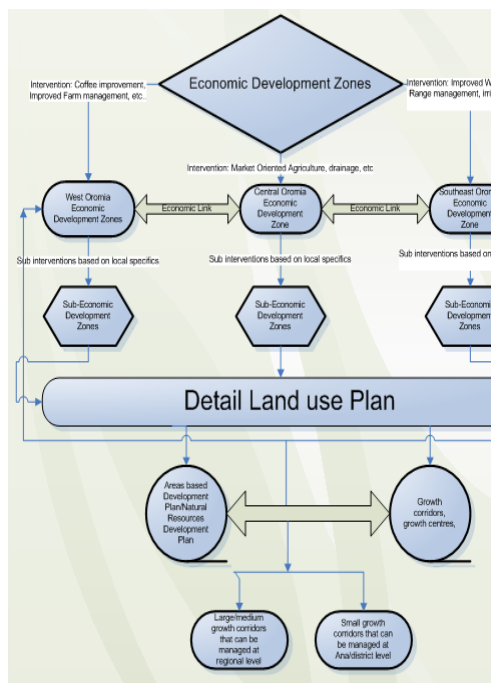 Economic Development Zones
Intervention: Coffee improvement,
Improved Farm management, etc..
Intervention: Improved
Range management,
Intervention: Market Oriented Agriculture, drainage, etc
West Oromia
Economic
Development Zones
Economic Link
Central Oromia
Economic
Development
Zone
Economic Link
Southeast
Economic
Development
Zone
Sub interventions based on local specifics
Sub interventions based on local specifics
Sub interventions based on
Sub-Economic
Development
Zones
Sub-Economic
Development
Zones
Development
Zones
Detail Land use Plan
Areas based
Development
Plan/Natural
Resources
Development
Plan
Growth
corridors,
growth centres,
Large/medium
growth corridors
that can be
managed at
regional level
Small growth
corridors that can
be managed at
Ana/district level